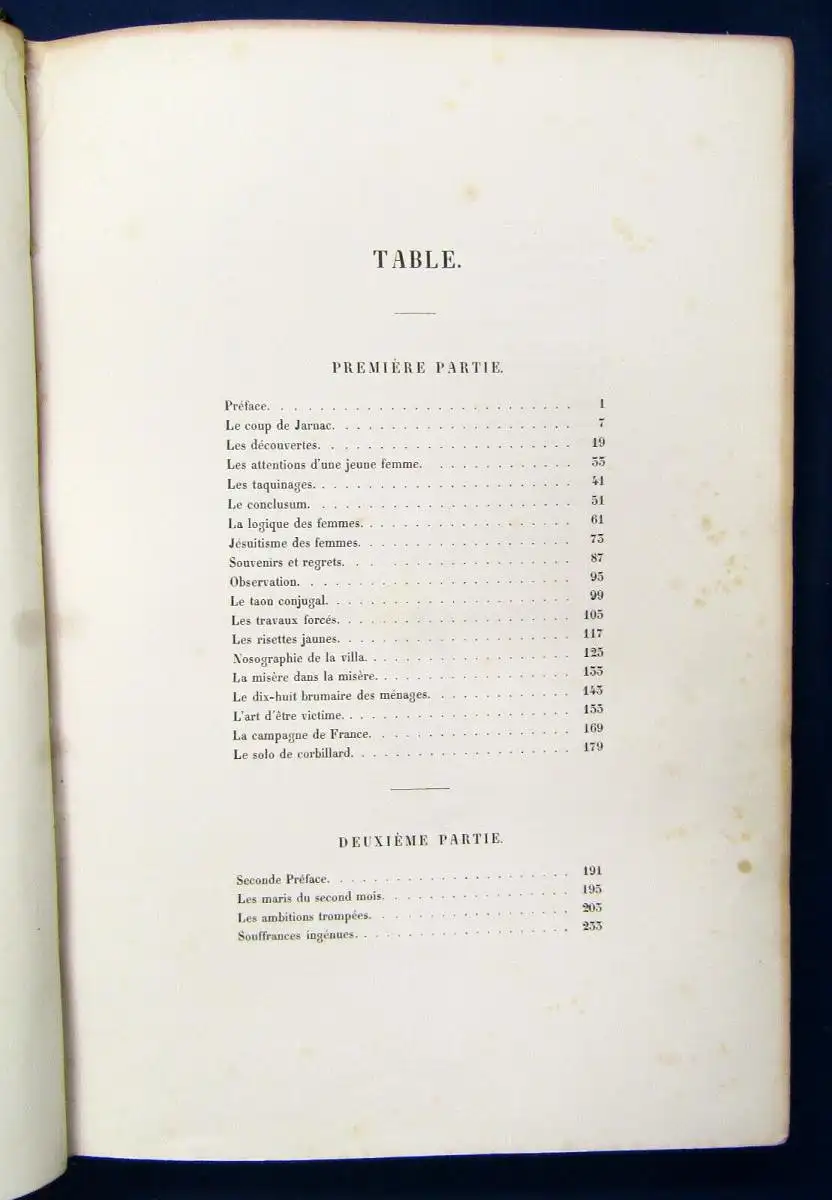 TABLE.
PREMIÈRE PARTIE.
Préface. . . . . . . . . . . . . . . . . . . . . . . . 1
Le coup de Jarnac. . . . . . . . . . . . . . . . . . . 7
Les découvertes. . . . . . . . . . . . . . . . . . . . 19
Les attentions d'une jeune femme. . . . . . . . . . . . 33
Les taquinages. . . . . . . . . . . . . . . . . . . . . 41
Le conclusum. . . . . . . . . . . . . . . . . . . . . . 51
La logique des femmes. . . . . . . . . . . . . . . . . 61
Jésuitisme des femmes. . . . . . . . . . . . . . . . . 73
Souvenirs et regrets. . . . . . . . . . . . . . . . . . 87
Observation. . . . . . . . . . . . . . . . . . . . . . 95
Le taon conjugal. . . . . . . . . . . . . . . . . . . . 99
Les travaux forcés. . . . . . . . . . . . . . . . . . . 105
Les risettes jaunes. . . . . . . . . . . . . . . . . . 117
Nosographie de la villa. . . . . . . . . . . . . . . . 125
La misère dans la misère. . . . . . . . . . . . . . . . 133
Le dix-huit brumaire des ménages. . . . . . . . . . . . 143
L'art d'être victime. . . . . . . . . . . . . . . . . . 155
La campagne de France. . . . . . . . . . . . . . . . . 169
Le solo de corbillard. . . . . . . . . . . . . . . . . 179
DEUXIÈME PARTIE.
Seconde Préface. . . . . . . . . . . . . . . . . . . . 191
Les maris du second mois. . . . . . . . . . . . . . . . 195
Les ambitions trompées. . . . . . . . . . . . . . . . . 203
Souffrances ingénues. . . . . . . . . . . . . . . . . . 233